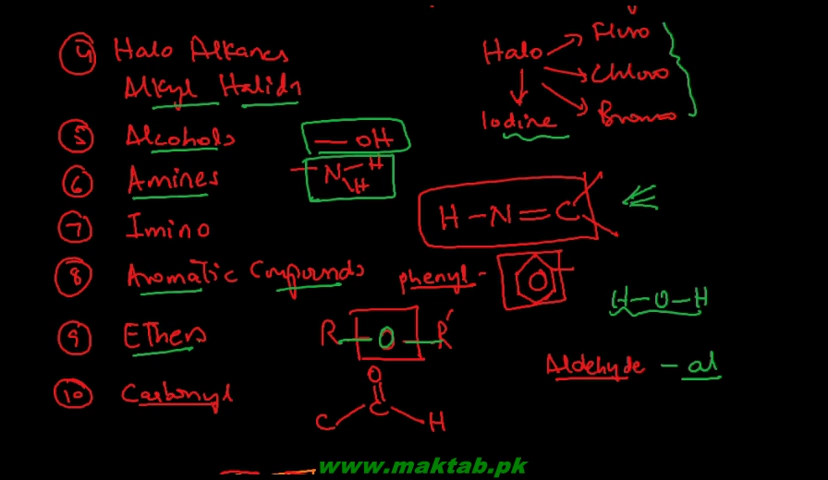 ④ Halo Alkanes
Alkyl Halids
⑤ Alcohols — OH
⑥ Amines — N — H
H
⑦ Imino
⑧ Aromatic Compounds phenyl -
⑨ Ethers R — O — R'
⑩ Carbonyl
O
C C H
Halo
Fluro
Chloro
Bromo
Iodine
H - N = C
H - O - H
Aldehyde - al
www.maktab.pk